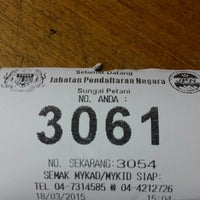 Selamat Datang
Jabatan Pendaftaran Negara
Sungai Petani
NO. ANDA :
3061
NO. SEKARANG: 3054
SEMAK MYKAD/MYKID SIAP:
TEL 04-7314585 @ 04-4212726
18/03/2015 15:04